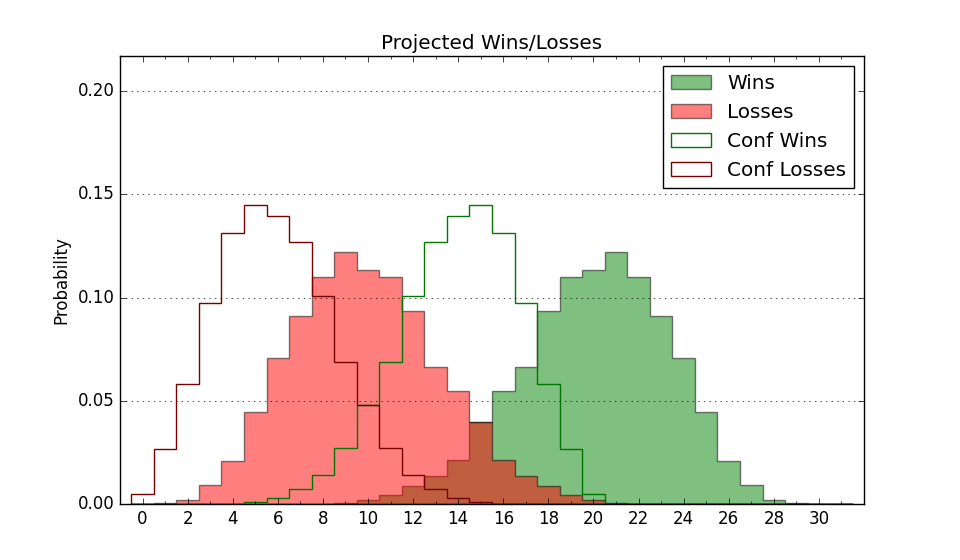 Projected Wins/Losses
0.20
0.15
0.10
0.05
0.00
Probability
Wins
Losses
Conf Wins
Conf Losses
0 2 4 6 8 10 12 14 16 18 20 22 24 26 28 30